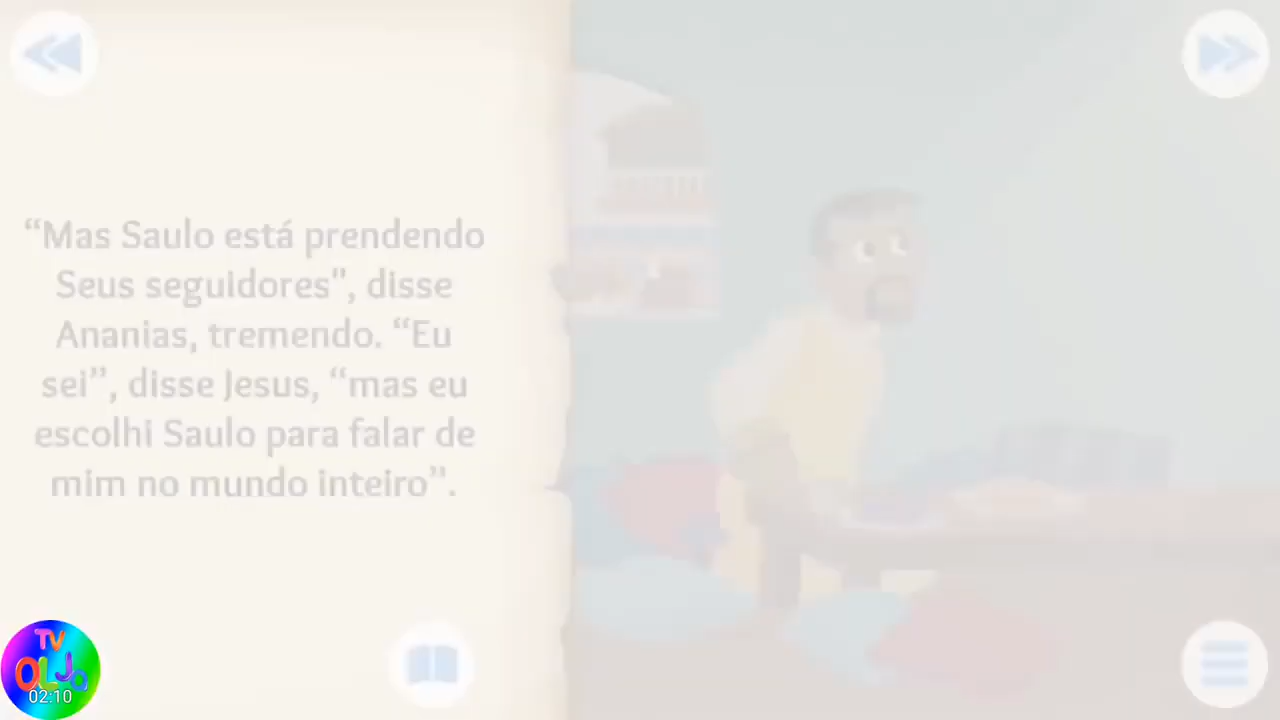 “Mas Saulo está prendendo
Seus seguidores", disse
Ananias, tremendo. “Eu
sei”, disse Jesus, “mas eu
escolhi Saulo para falar de
mim no mundo inteiro”.
TV
OLJO
02:10